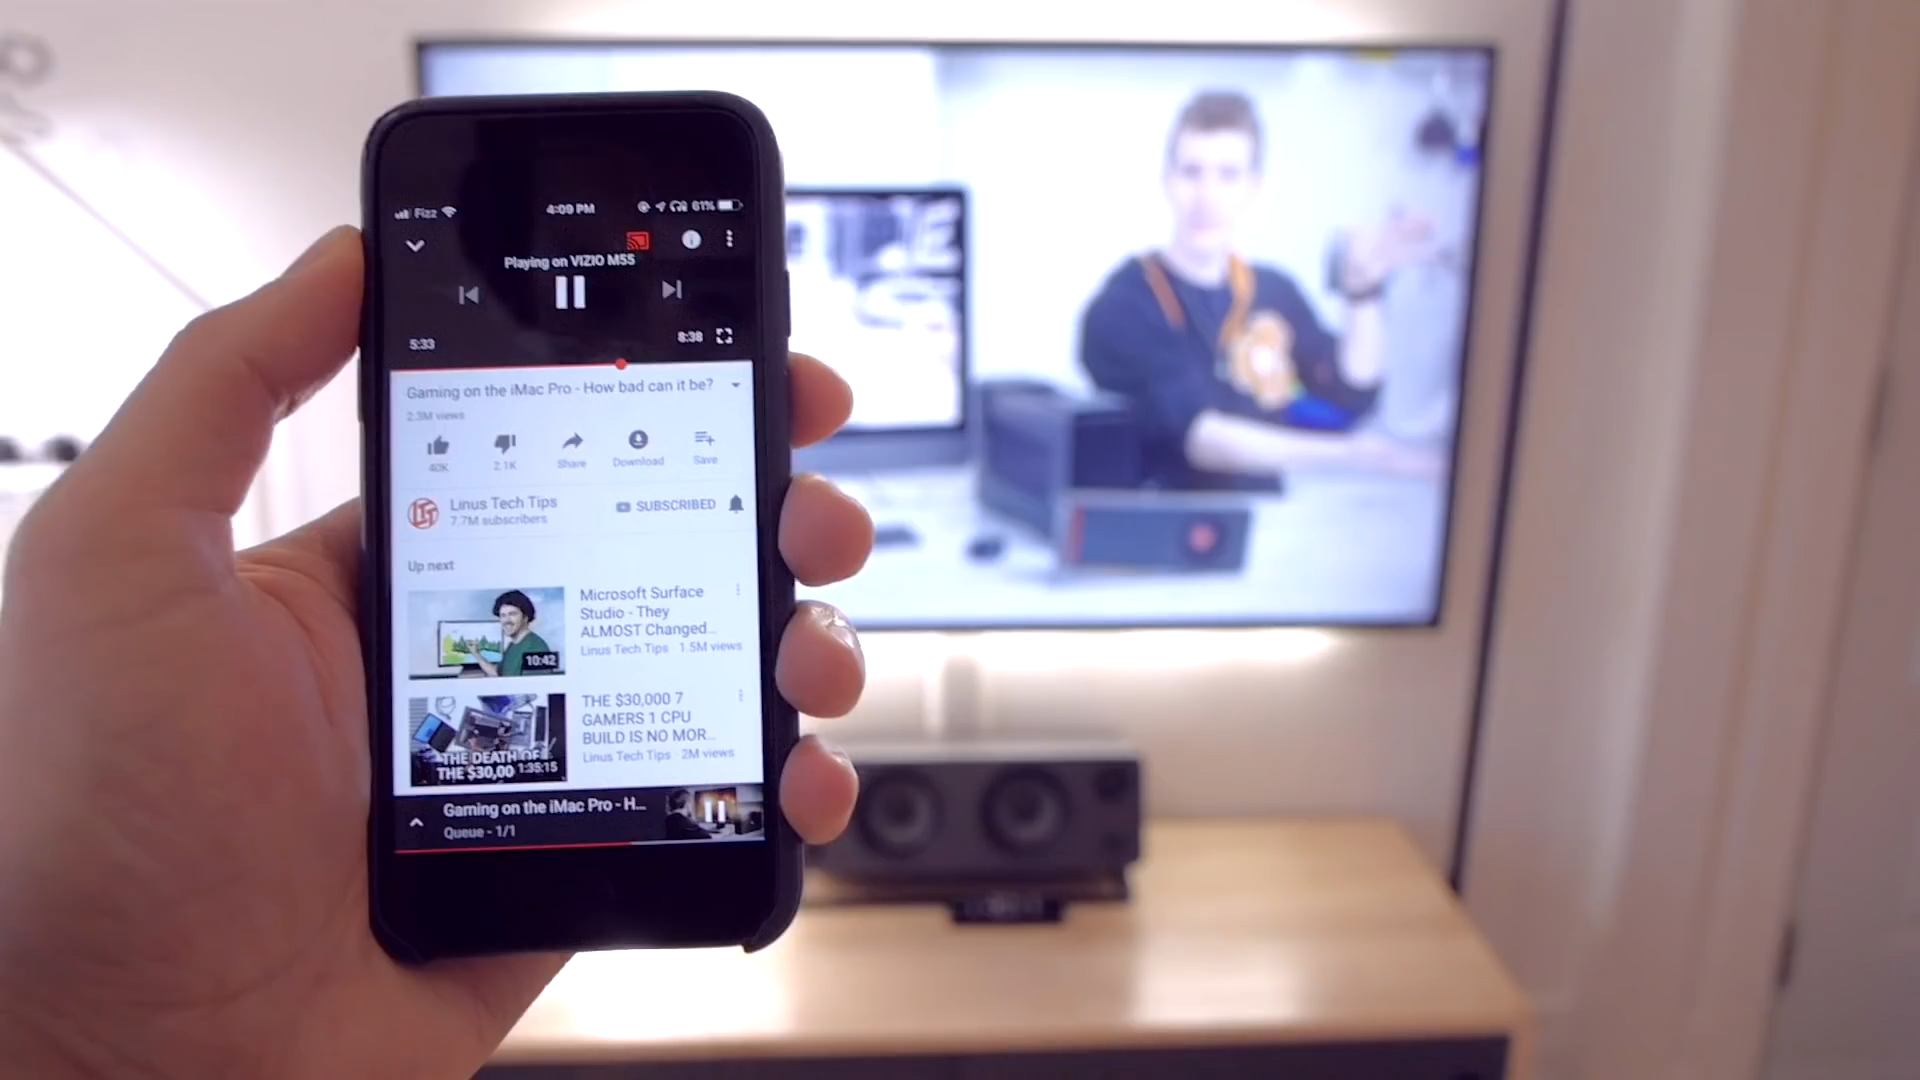 Fizz 4:09 PM 61%
Playing on VIZIO M55
5:33 8:38
Gaming on the iMac Pro - How bad can it be?
2.3M views
40K 2.1K Share Download Save
Linus Tech Tips
7.7M subscribers
SUBSCRIBED
Up next
Microsoft Surface
Studio - They
ALMOST Changed...
Linus Tech Tips · 1.5M views
10:42
THE $30,000 7
GAMERS 1 CPU
BUILD IS NO MOR...
Linus Tech Tips · 2M views
THE DEATH OF
THE $30,00 1:35:15
Gaming on the iMac Pro - H...
Queue - 1/1